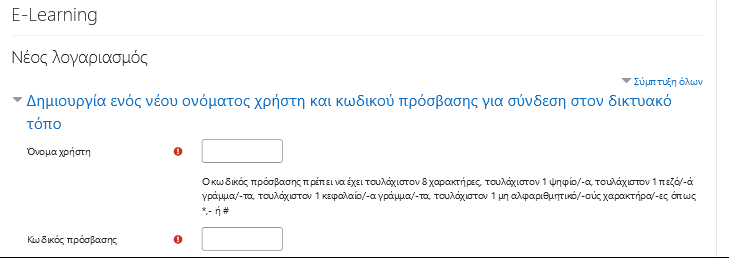 E-Learning
Νέος λογαριασμός
Σύμπτυξη όλων
Δημιουργία ενός νέου ονόματος χρήστη και κωδικού πρόσβασης για σύνδεση στον δικτυακό
τόπο
Όνομα χρήστη
Ο κωδικός πρόσβασης πρέπει να έχει τουλάχιστον 8 χαρακτήρες, τουλάχιστον 1 ψηφίο/-α, τουλάχιστον 1 πεζό/-ά
γράμμα/-τα, τουλάχιστον 1 κεφαλαίο/-α γράμμα/-τα, τουλάχιστον 1 μη αλφαριθμητικό/-ούς χαρακτήρα/-ες όπως
*,- ή #
Κωδικός πρόσβασης